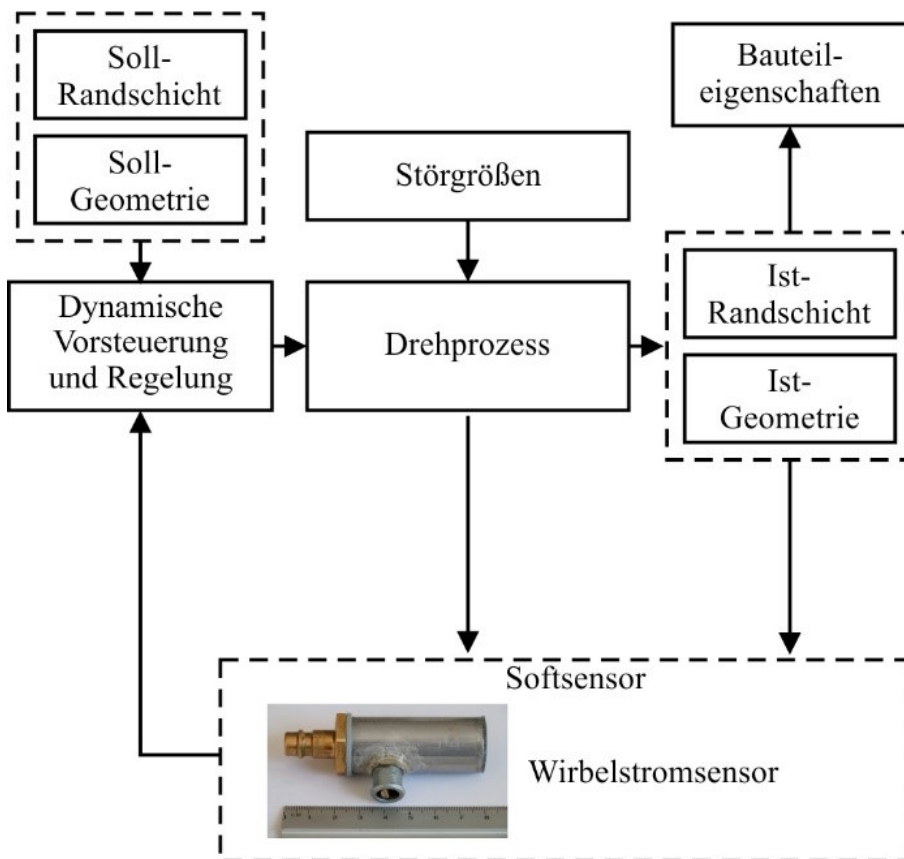 Soll-
Randschicht
Soll-
Geometrie
Bauteil-
eigenschaften
Störgrößen
Dynamische
Vorsteuerung
und Regelung
Drehprozess
Ist-
Randschicht
Ist-
Geometrie
Softsensor
Wirbelstromsensor